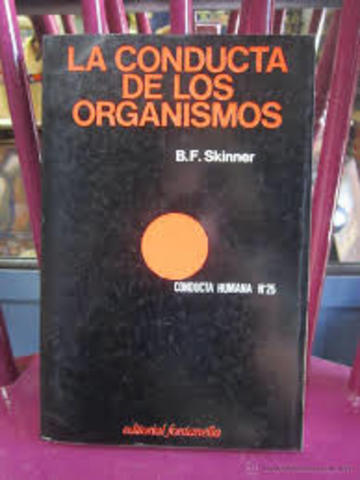 LA CONDUCTA
DE LOS
ORGANISMOS
B.F. Skinner
CONDUCTA HUMANA N°25
editorial fontanella